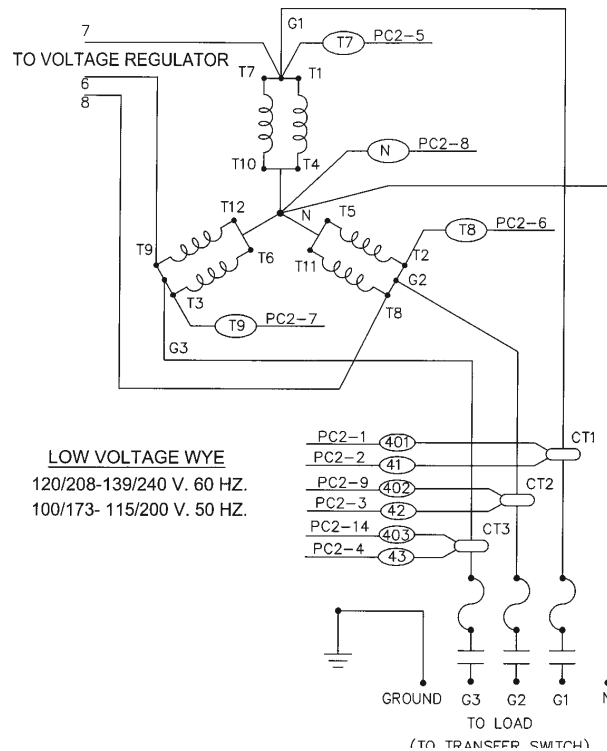 G1
7
T7 PC2-5
TO VOLTAGE REGULATOR
T7 T1
6
8
T10 T4
N PC2-8
T12 N T5
T8 PC2-6
T9 T6 T11 T2
G2
T3 T8
T9 PC2-7
G3
PC2-1 401 CT1
PC2-2 41
LOW VOLTAGE WYE
120/208-139/240 V. 60 HZ.
100/173- 115/200 V. 50 HZ.
PC2-9 402 CT2
PC2-3 42
PC2-14 403 CT3
PC2-4 43
GROUND G3 G2 G1 N
TO LOAD
(TO TRANSFER SWITCH)